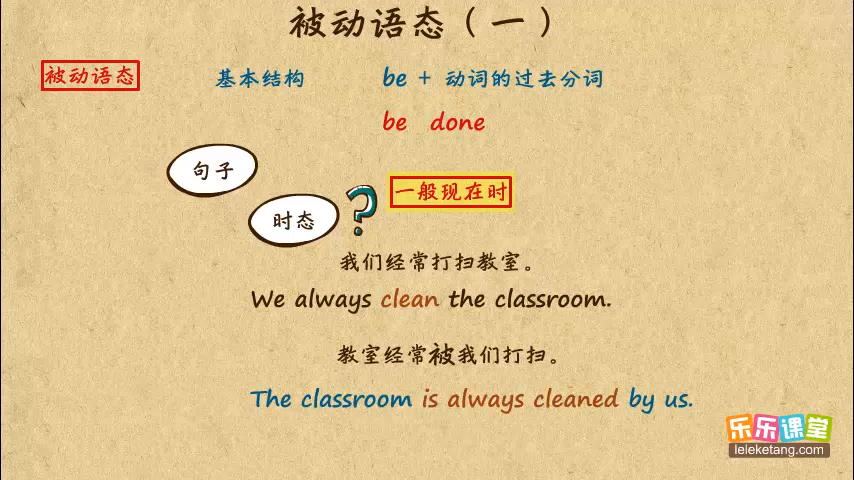 被动语态（一）
被动语态 基本结构 be + 动词的过去分词
be done
句子
时态 ? 一般现在时
我们经常打扫教室。
We always clean the classroom.
教室经常被我们打扫。
The classroom is always cleaned by us.
乐乐课堂
leleketang.com